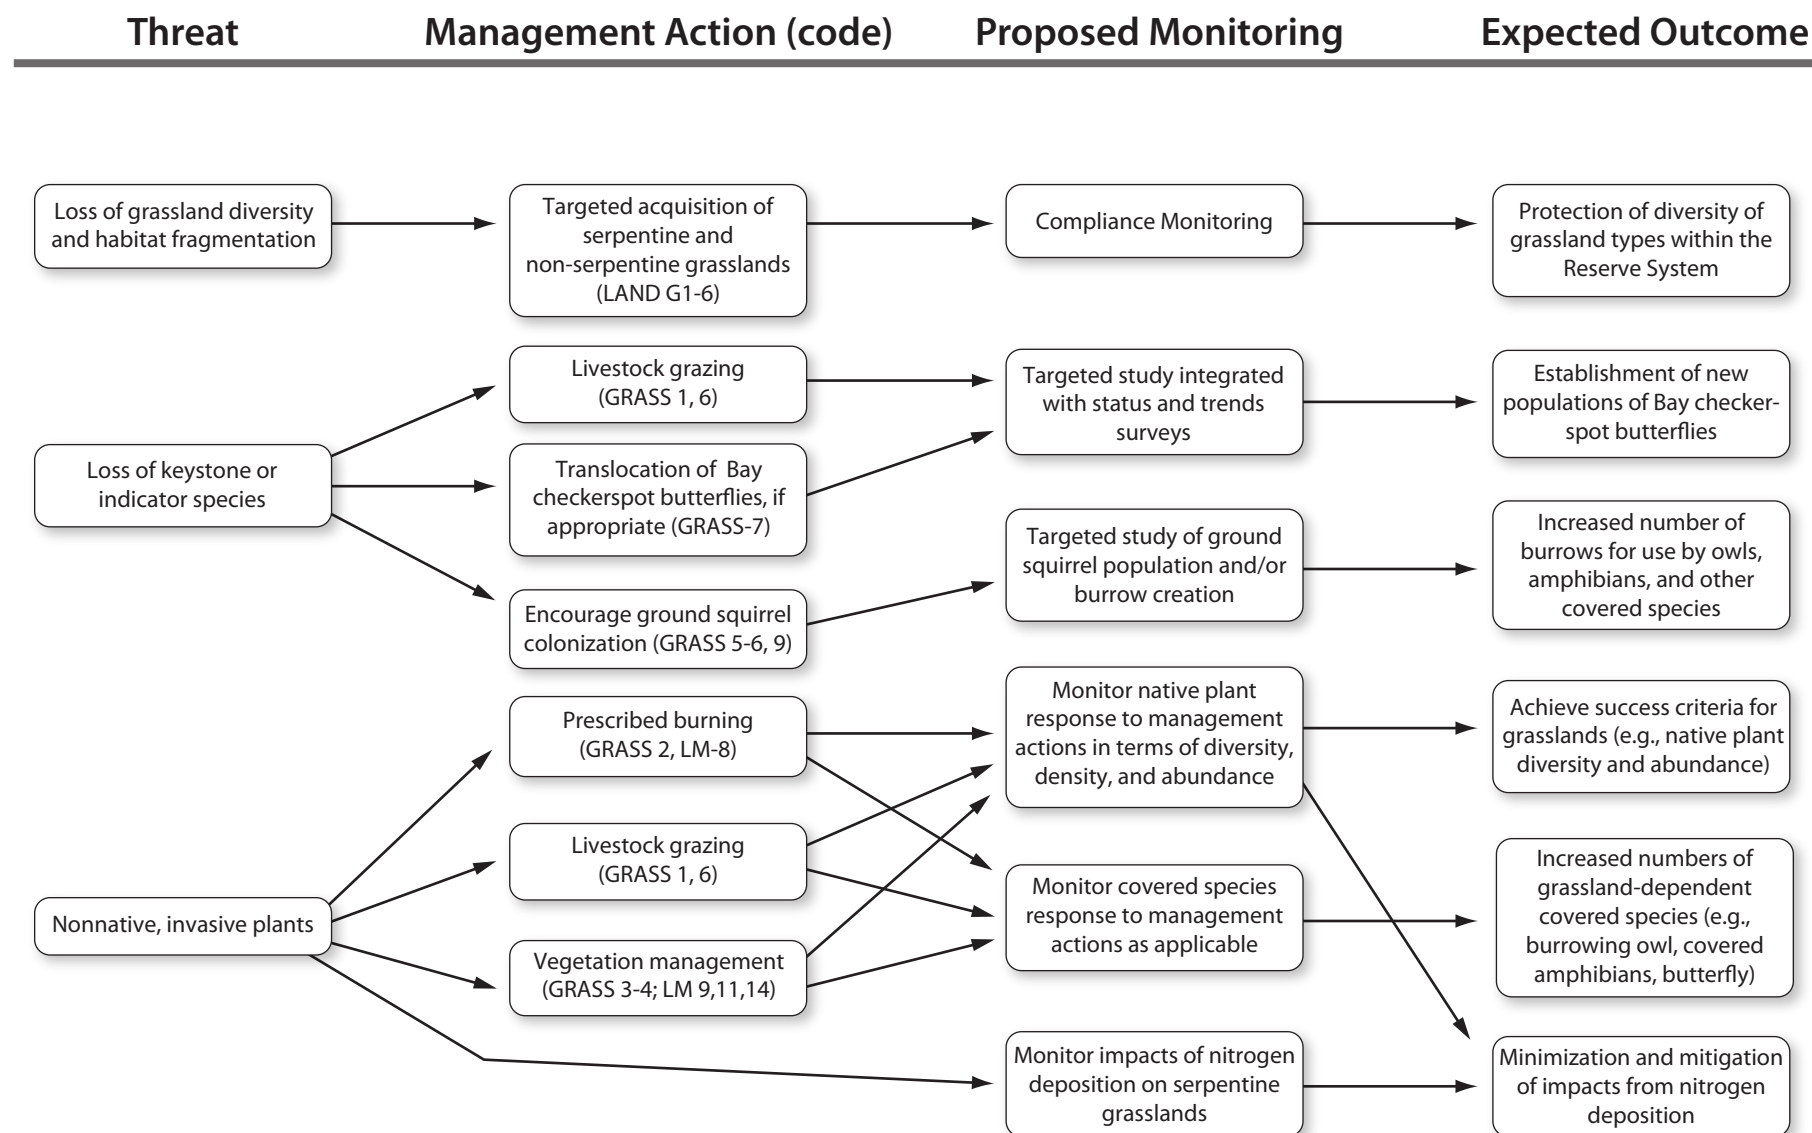 Threat
Management Action (code)
Proposed Monitoring
Expected Outcome
Loss of grassland diversity
and habitat fragmentation
Targeted acquisition of
serpentine and
non-serpentine grasslands
(LAND G1-6)
Compliance Monitoring
Protection of diversity of
grassland types within the
Reserve System
Loss of keystone or
indicator species
Livestock grazing
(GRASS 1, 6)
Translocation of Bay
checkerspot butterflies, if
appropriate (GRASS-7)
Encourage ground squirrel
colonization (GRASS 5-6, 9)
Targeted study integrated
with status and trends
surveys
Establishment of new
populations of Bay checker-
spot butterflies
Targeted study of ground
squirrel population and/or
burrow creation
Increased number of
burrows for use by owls,
amphibians, and other
covered species
Nonnative, invasive plants
Prescribed burning
(GRASS 2, LM-8)
Livestock grazing
(GRASS 1, 6)
Vegetation management
(GRASS 3-4; LM 9,11,14)
Monitor native plant
response to management
actions in terms of diversity,
density, and abundance
Achieve success criteria for
grasslands (e.g., native plant
diversity and abundance)
Monitor covered species
response to management
actions as applicable
Increased numbers of
grassland-dependent
covered species (e.g.,
burrowing owl, covered
amphibians, butterfly)
Monitor impacts of nitrogen
deposition on serpentine
grasslands
Minimization and mitigation
of impacts from nitrogen
deposition